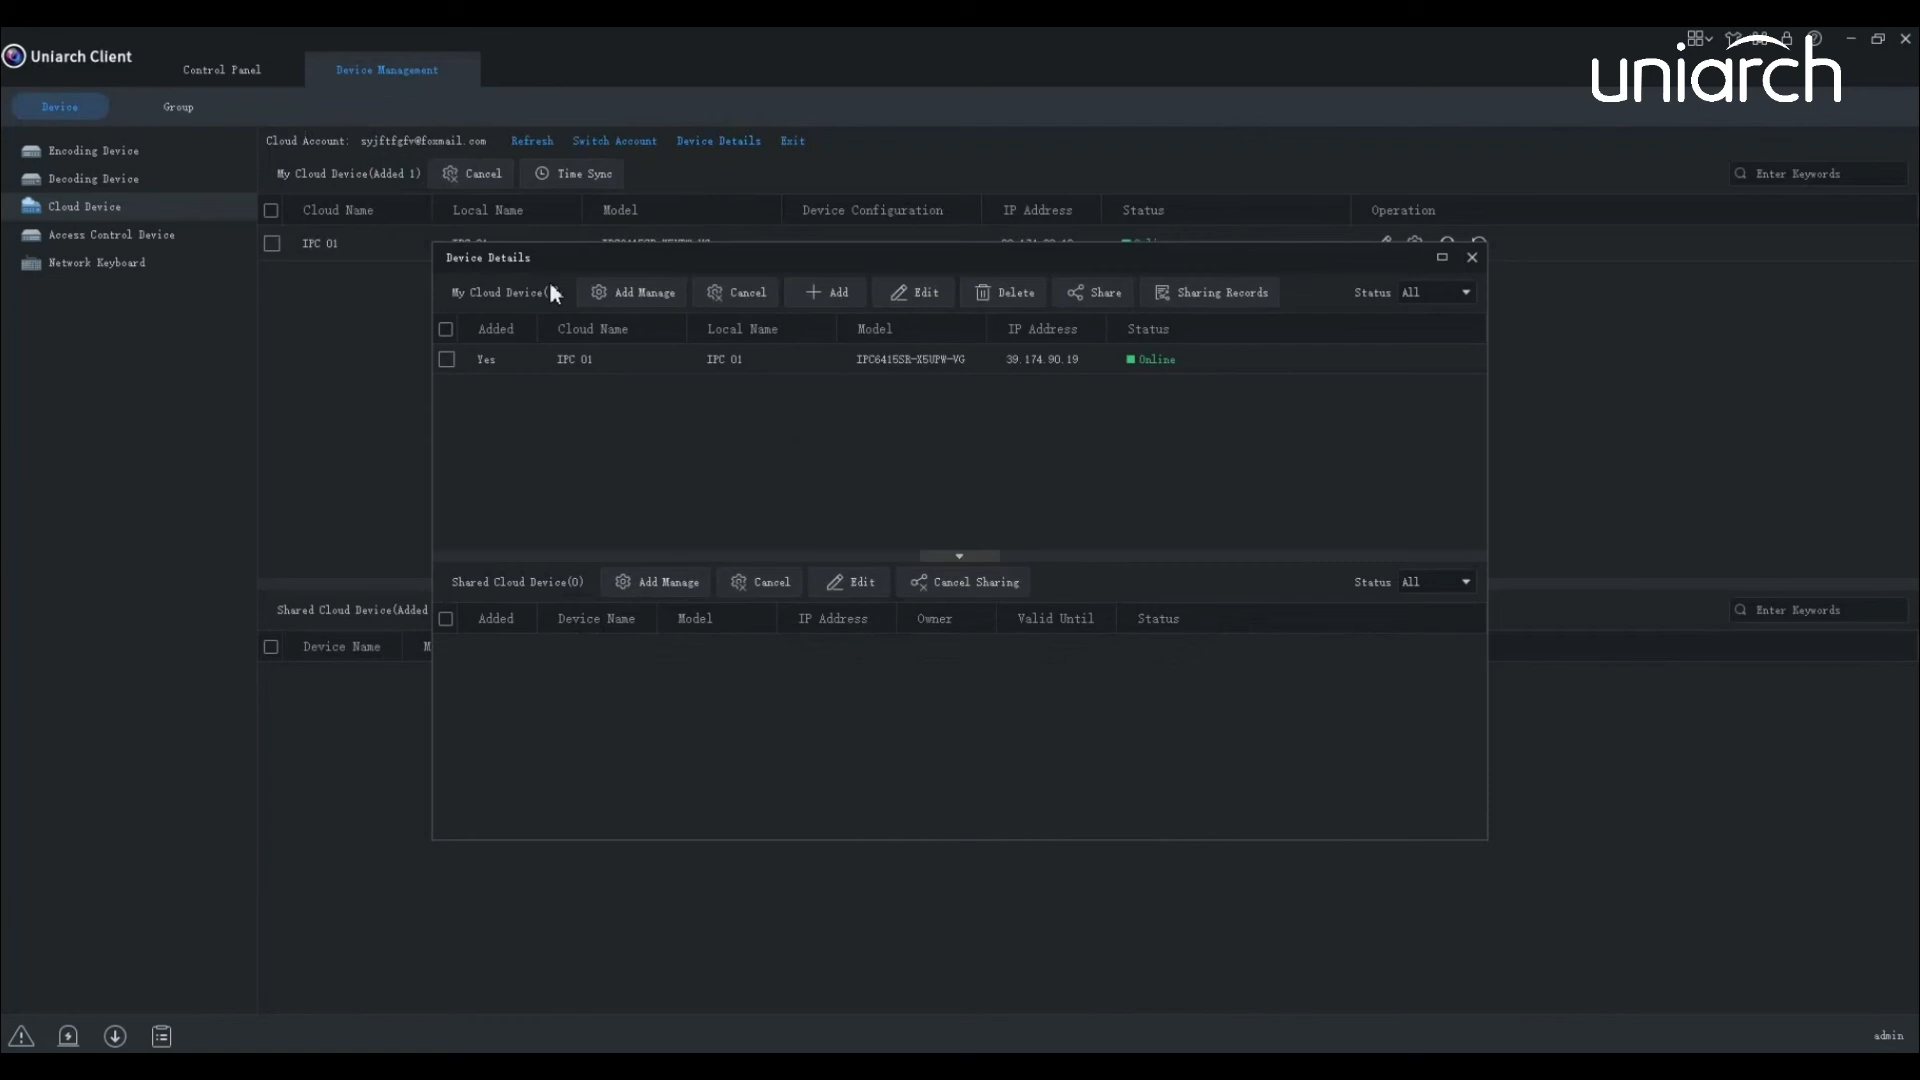 Uniarch Client
Control Panel
Device Management
uniarch
Device
Group
Encoding Device
Decoding Device
Cloud Device
Access Control Device
Network Keyboard
Cloud Account: syjftfgfv@foxmail.com Refresh Switch Account Device Details Exit
My Cloud Device(Added 1) Cancel Time Sync Enter Keywords
Cloud Name Local Name Model Device Configuration IP Address Status Operation
IPC 01
Device Details
My Cloud Device( Add Manage Cancel Add Edit Delete Share Sharing Records Status All
Added Cloud Name Local Name Model IP Address Status
Yes IPC 01 IPC 01 IPC6415SR-X5UPW-VG 39.174.90.19 Online
Shared Cloud Device(0) Add Manage Cancel Edit Cancel Sharing Status All
Added Device Name Model IP Address Owner Valid Until Status
Shared Cloud Device(Added Enter Keywords
Device Name M
admin